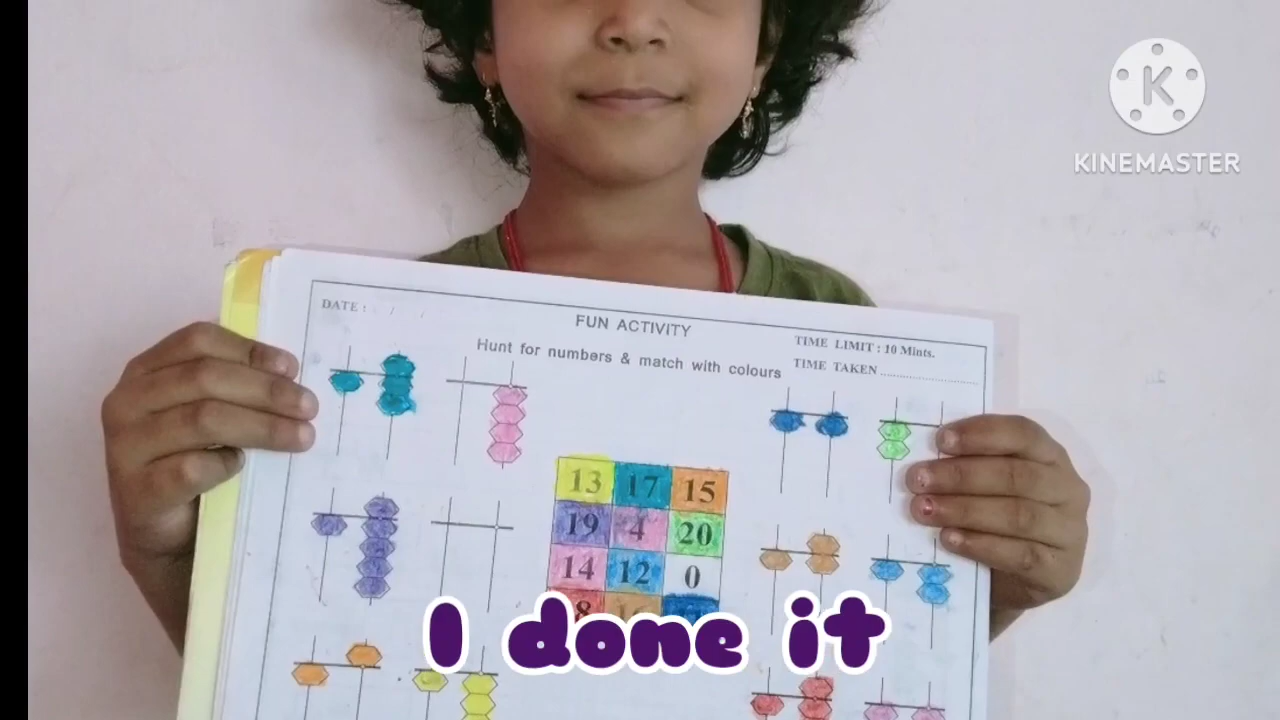 KINEMASTER
DATE : / /
FUN ACTIVITY
TIME LIMIT : 10 Mints.
Hunt for numbers & match with colours
TIME TAKEN ........................
13 17 15
19 4 20
14 12 0
8
I done it